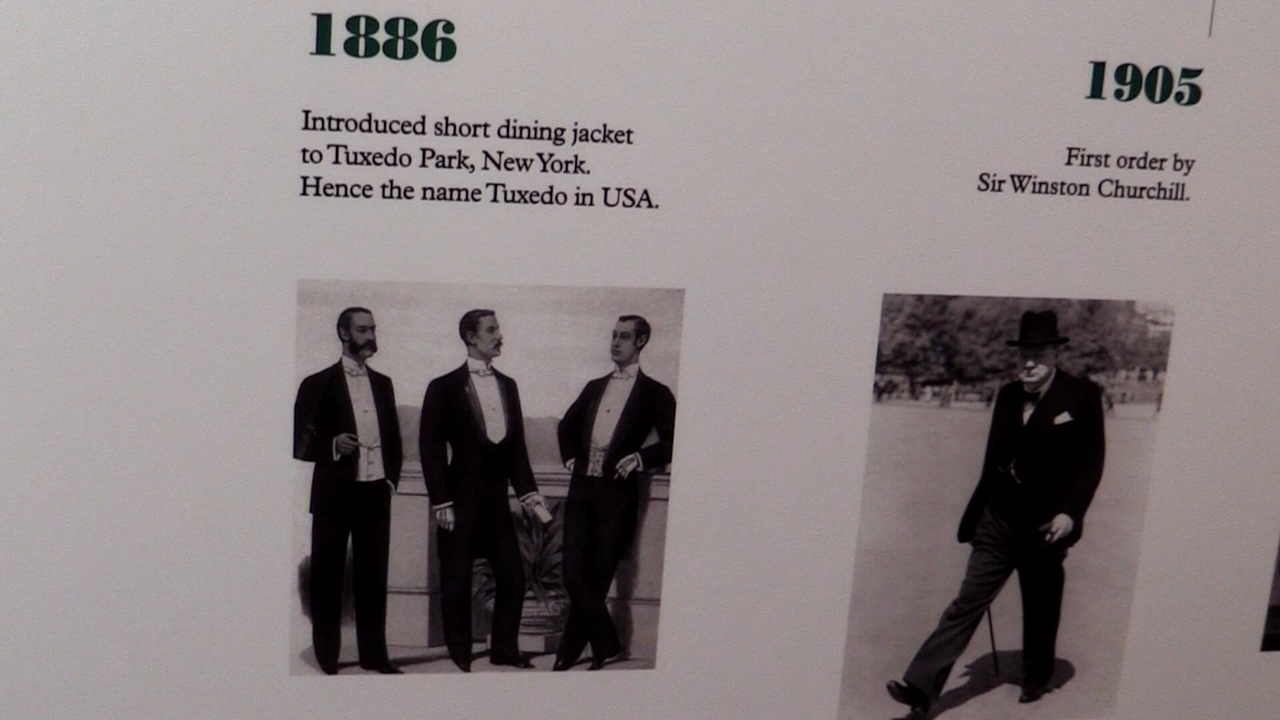 1886
Introduced short dining jacket
to Tuxedo Park, New York.
Hence the name Tuxedo in USA.
1905
First order by
Sir Winston Churchill.